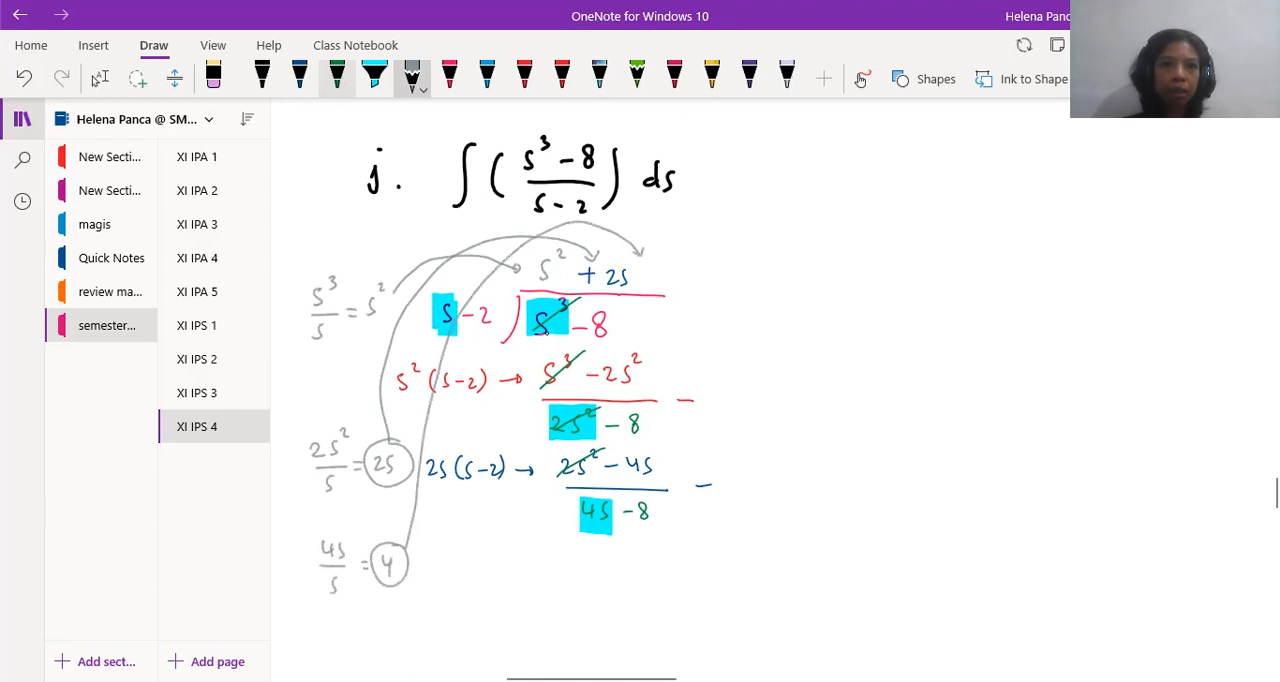 OneNote for Windows 10
Helena Panca
Home Insert Draw View Help Class Notebook
Shapes Ink to Shape
Helena Panca @ SM...
New Secti...
New Secti...
magis
Quick Notes
review ma...
semester...
XI IPA 1
XI IPA 2
XI IPA 3
XI IPA 4
XI IPA 5
XI IPS 1
XI IPS 2
XI IPS 3
XI IPS 4
Add sect...
Add page
j. ∫ ( (s³ - 8)/(s - 2) ) ds
s² + 2s
s³/s = s²
s - 2 ) s³ - 8
s² (s-2) → s³ - 2s² -
2s² - 8
2s²/s = 2s
2s (s-2) → 2s² - 4s -
4s - 8
4s/s = 4